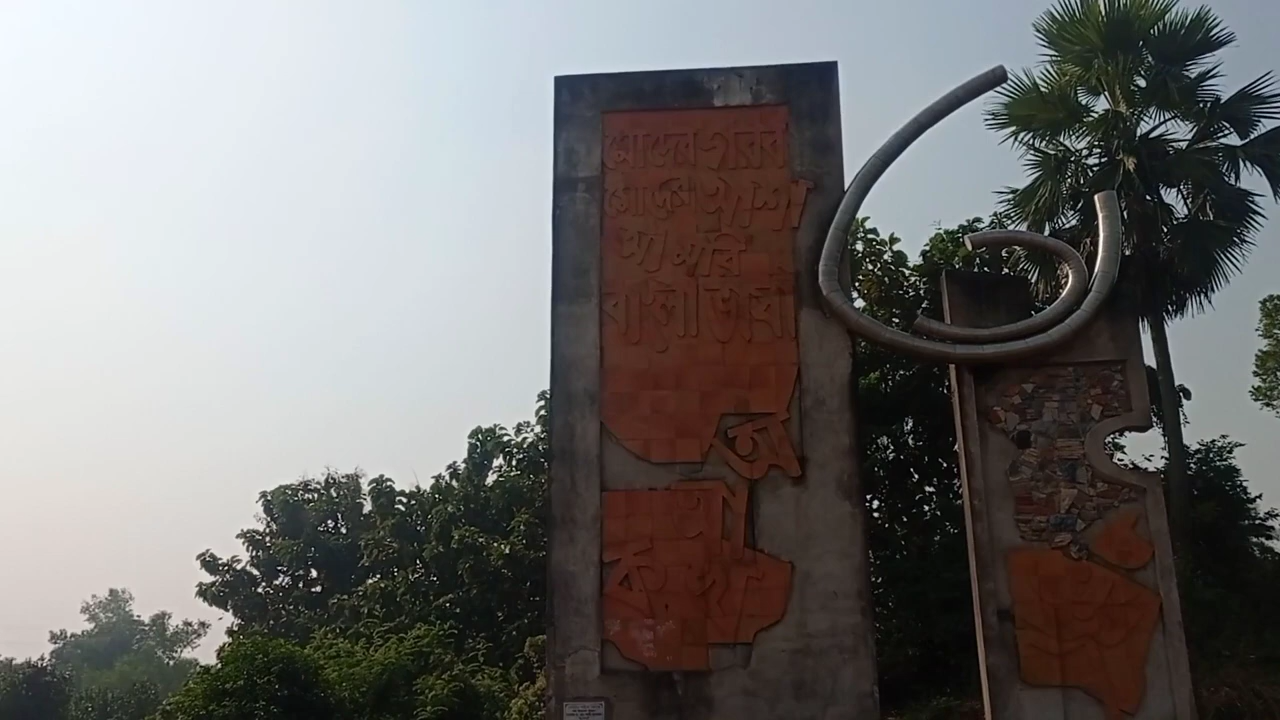 মোদের গরব
মোদের আশা
আ মরি
বাংলা ভাষা
অ
ক